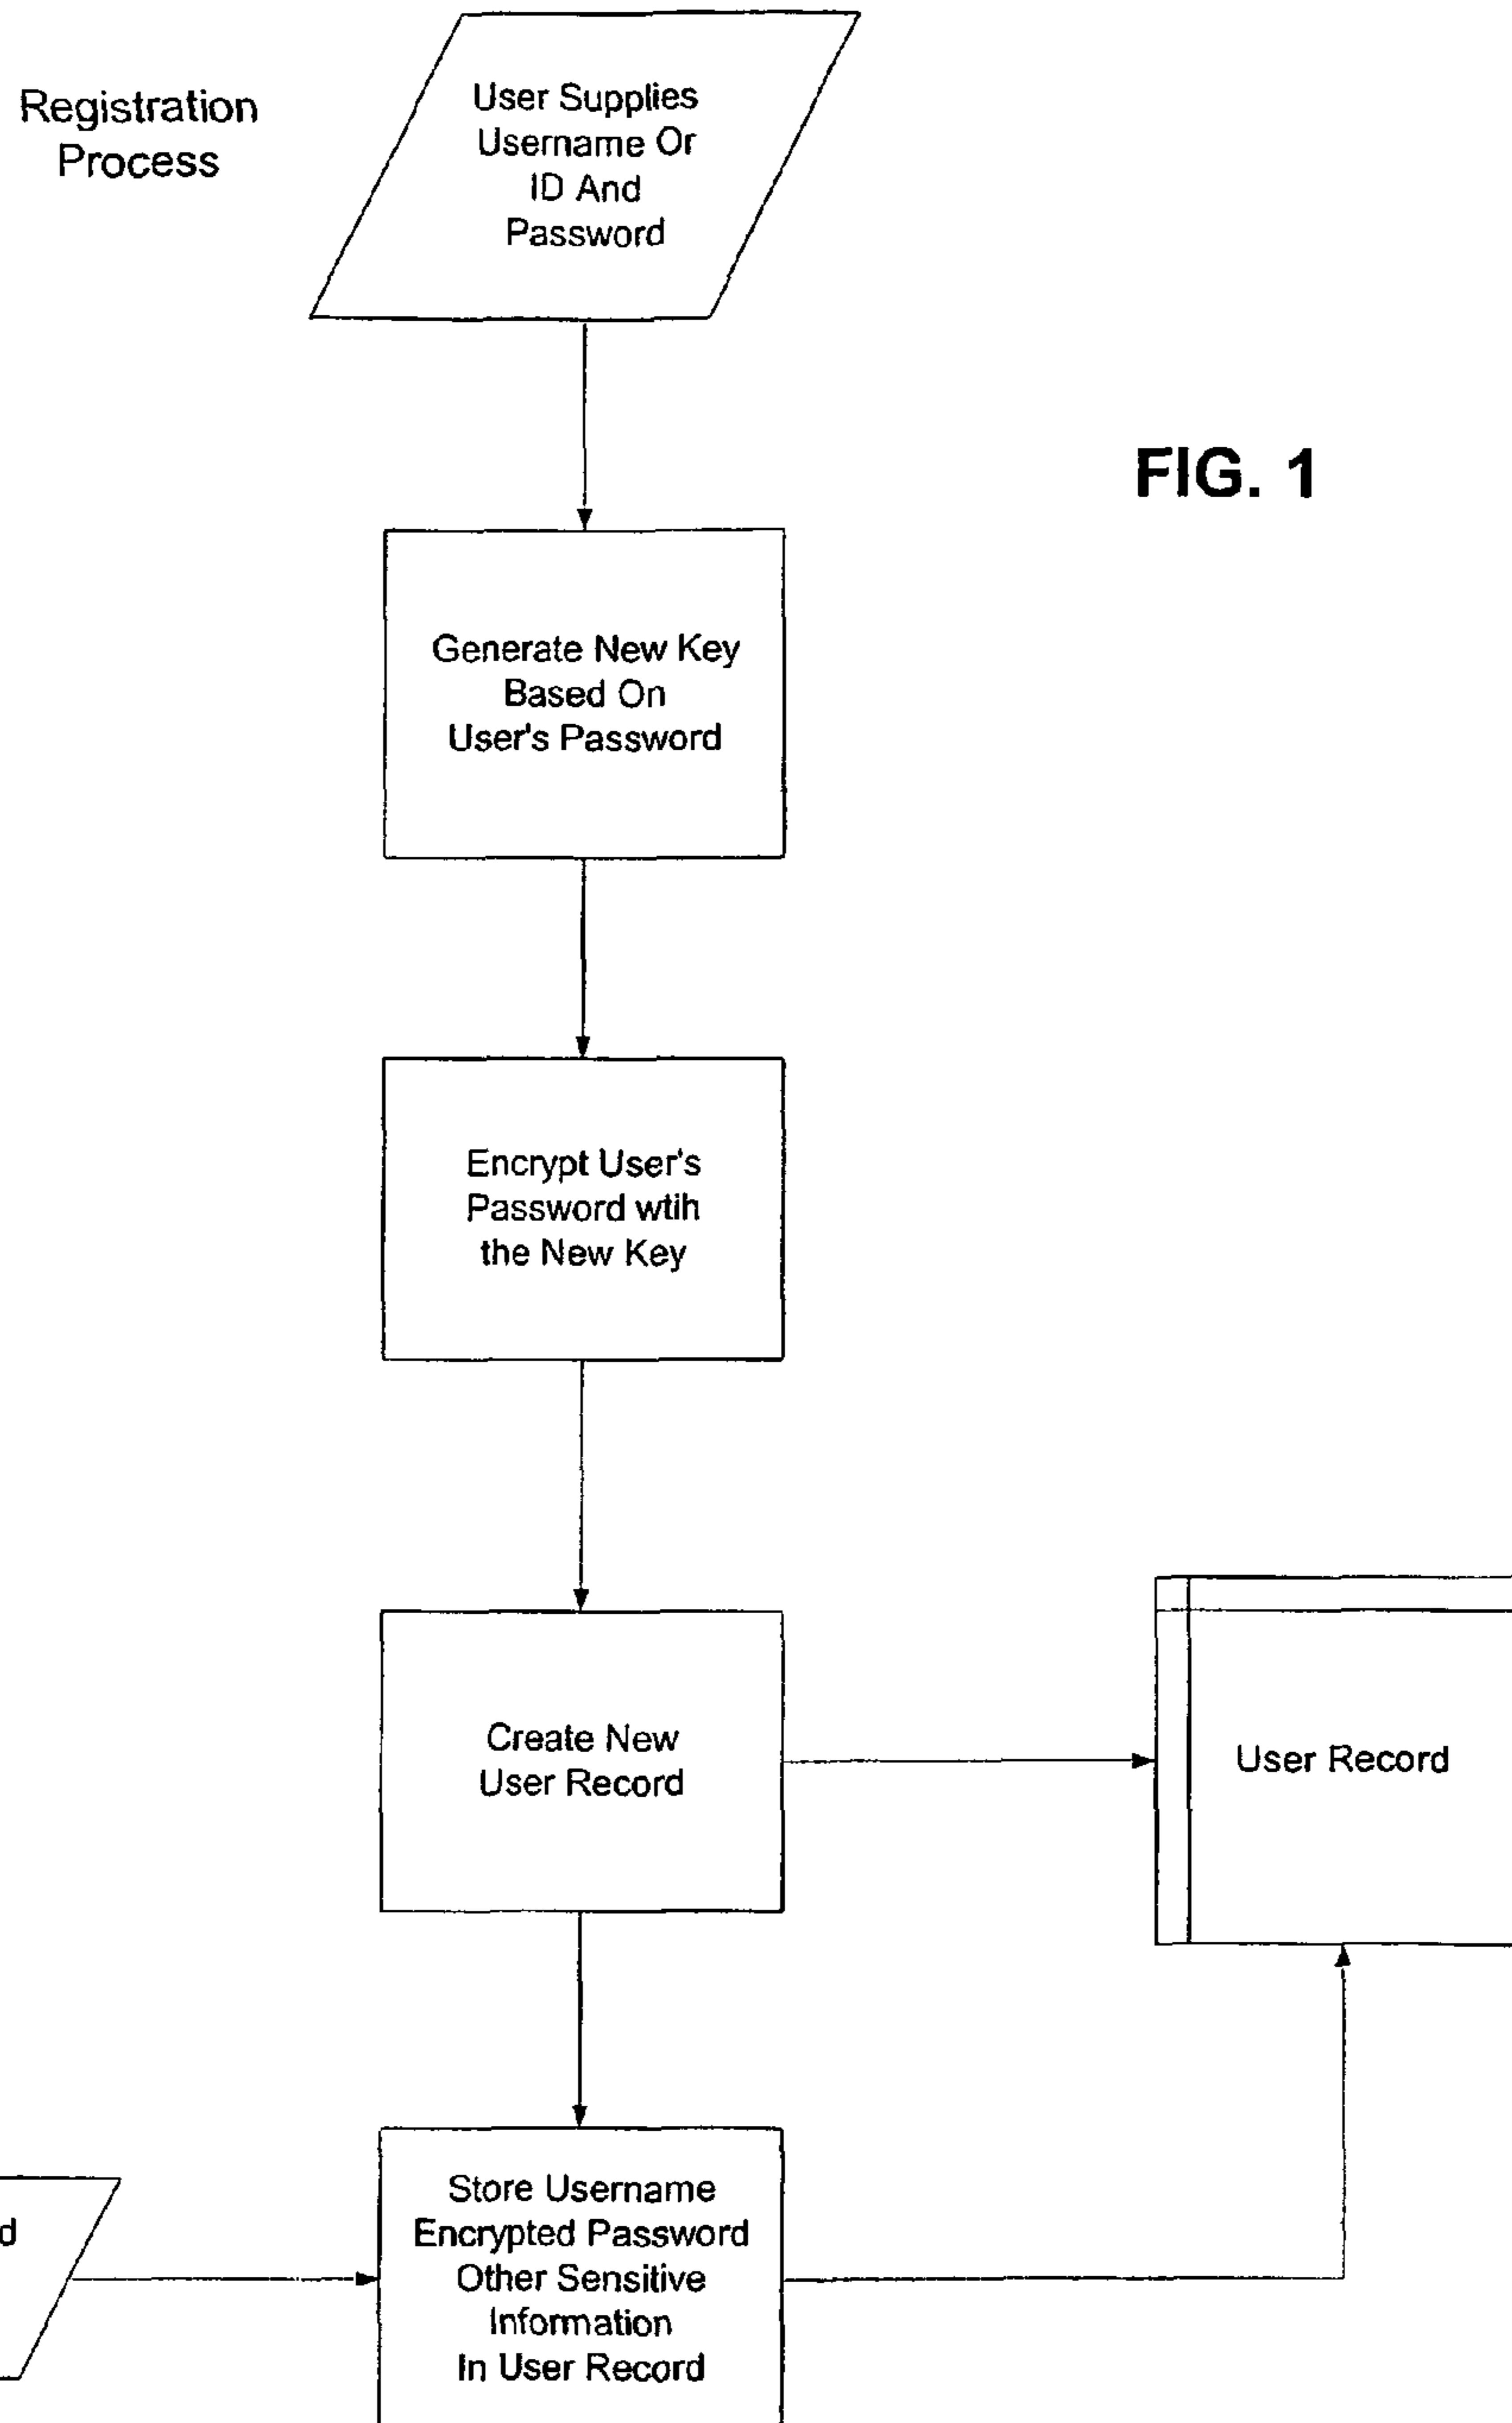 Registration
Process
User Supplies
Username Or
ID And
Password
FIG. 1
Generate New Key
Based On
User's Password
Encrypt User's
Password wtih
the New Key
Create New
User Record
User Record
Store Username
Encrypted Password
Other Sensitive
Information
In User Record